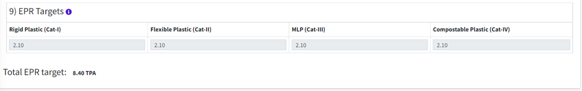 9) EPR Targets
Rigid Plastic (Cat-I) Flexible Plastic (Cat-II) MLP (Cat-III) Compostable Plastic (Cat-IV)
2.10 2.10 2.10 2.10
Total EPR target: 8.40 TPA